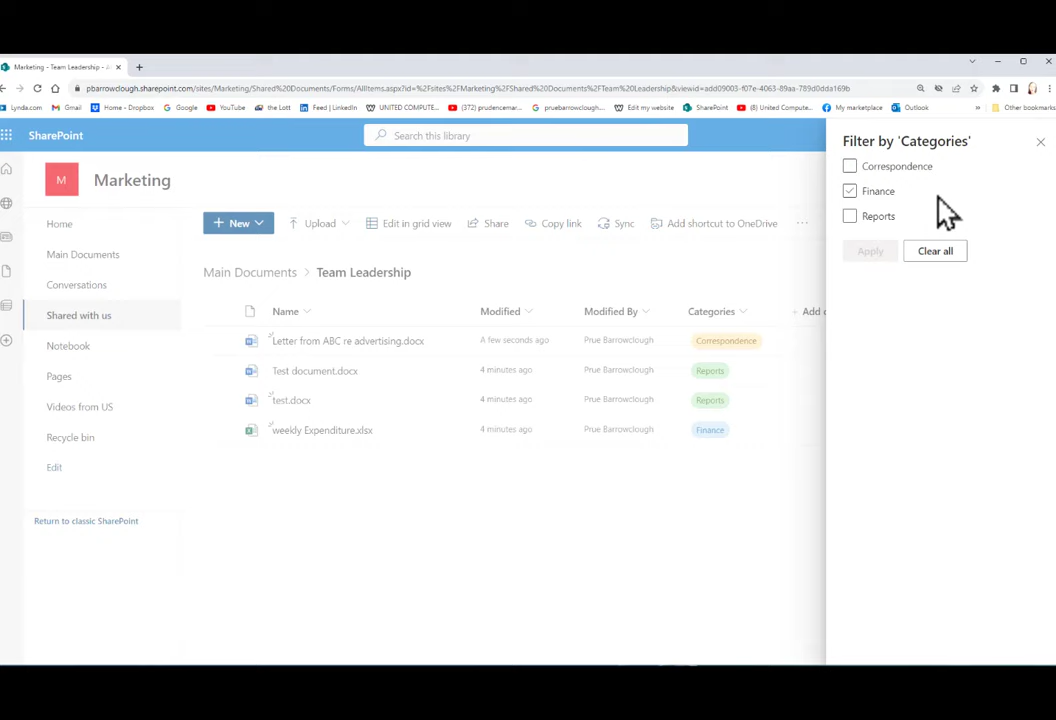 Marketing - Team Leadership -
pbarrowclough.sharepoint.com/sites/Marketing/Shared%20Documents/Forms/AllItems.aspx?id=%2Fsites%2FMarketing%2FShared%20Documents%2FTeam%20Leadership&viewid=add09003-f07e-4063-89aa-789d0dda169b
Lynda.com Gmail Home - Dropbox Google YouTube the Lott Feed | LinkedIn UNITED COMPUTE... (372) prudencemar... pruebarrowclough.s... Edit my website SharePoint (8) United Compute... My marketplace Outlook » Other bookmarks
SharePoint
Search this library
M
Marketing
Home
Main Documents
Conversations
Shared with us
Notebook
Pages
Videos from US
Recycle bin
Edit
Return to classic SharePoint
New Upload Edit in grid view Share Copy link Sync Add shortcut to OneDrive ...
Main Documents > Team Leadership
Name Modified Modified By Categories + Add
Letter from ABC re advertising.docx A few seconds ago Prue Barrowclough Correspondence
Test document.docx 4 minutes ago Prue Barrowclough Reports
test.docx 4 minutes ago Prue Barrowclough Reports
weekly Expenditure.xlsx 4 minutes ago Prue Barrowclough Finance
Filter by 'Categories'
Correspondence
Finance
Reports
Apply Clear all